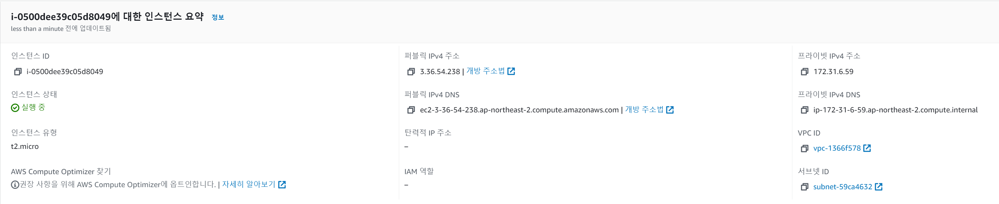 i-0500dee39c05d8049에 대한 인스턴스 요약 정보
less than a minute 전에 업데이트됨
인스턴스 ID
i-0500dee39c05d8049
인스턴스 상태
실행 중
인스턴스 유형
t2.micro
AWS Compute Optimizer 찾기
권장 사항을 위해 AWS Compute Optimizer에 옵트인합니다. | 자세히 알아보기
퍼블릭 IPv4 주소
3.36.54.238 | 개방 주소법
퍼블릭 IPv4 DNS
ec2-3-36-54-238.ap-northeast-2.compute.amazonaws.com | 개방 주소법
탄력적 IP 주소
–
IAM 역할
–
프라이빗 IPv4 주소
172.31.6.59
프라이빗 IPv4 DNS
ip-172-31-6-59.ap-northeast-2.compute.internal
VPC ID
vpc-1366f578
서브넷 ID
subnet-59ca4632